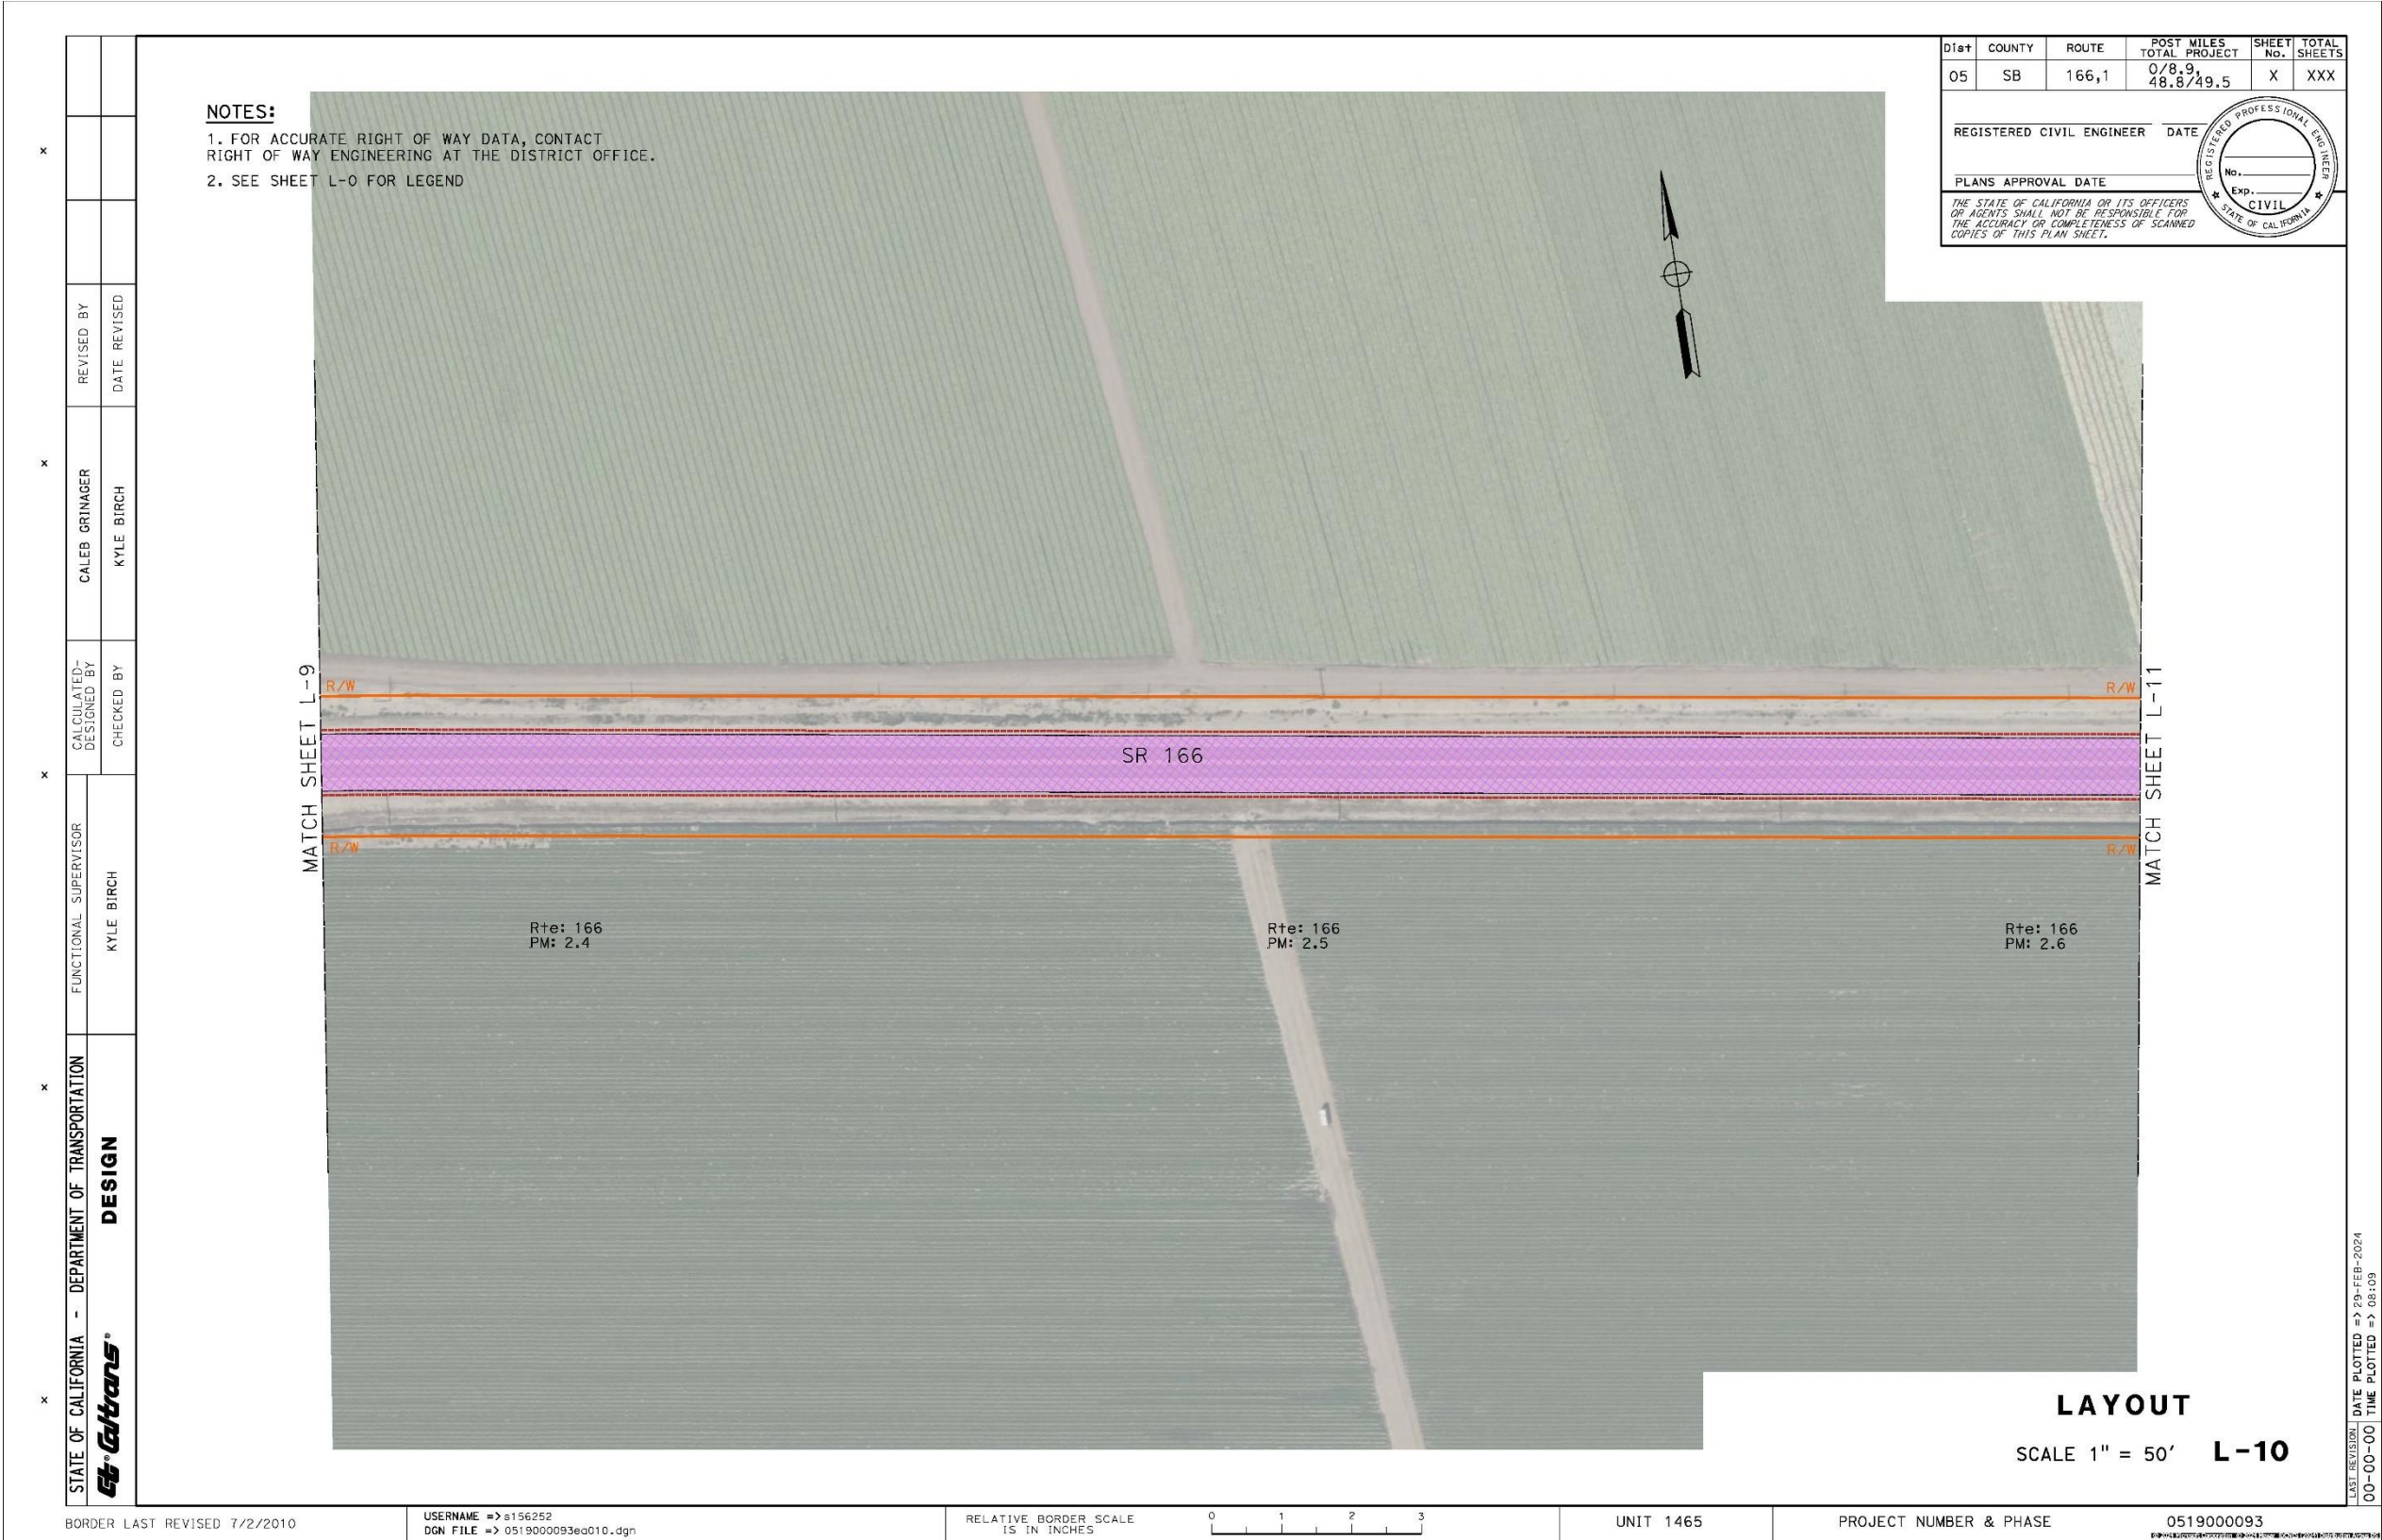 Dist COUNTY ROUTE POST MILES TOTAL PROJECT SHEET No. TOTAL SHEETS
05 SB 166,1 0/8.9, 48.8/49.5 X XXX
REGISTERED CIVIL ENGINEER DATE
PLANS APPROVAL DATE
THE STATE OF CALIFORNIA OR ITS OFFICERS
OR AGENTS SHALL NOT BE RESPONSIBLE FOR
THE ACCURACY OR COMPLETENESS OF SCANNED
COPIES OF THIS PLAN SHEET.
REGISTERED PROFESSIONAL ENGINEER
No.
Exp.
CIVIL
STATE OF CALIFORNIA
NOTES:
1. FOR ACCURATE RIGHT OF WAY DATA, CONTACT
RIGHT OF WAY ENGINEERING AT THE DISTRICT OFFICE.
2. SEE SHEET L-0 FOR LEGEND
REVISED BY
DATE REVISED
CALEB GRINAGER
KYLE BIRCH
CALCULATED-
DESIGNED BY
CHECKED BY
FUNCTIONAL SUPERVISOR
KYLE BIRCH
STATE OF CALIFORNIA - DEPARTMENT OF TRANSPORTATION
DESIGN
Ct Caltrans
MATCH SHEET L-9
R/W
R/W
SR 166
R/W
R/W
MATCH SHEET L-11
Rte: 166
PM: 2.4
Rte: 166
PM: 2.5
Rte: 166
PM: 2.6
LAYOUT
SCALE 1" = 50'
L-10
DATE PLOTTED => 29-FEB-2024
TIME PLOTTED => 08:09
LAST REVISION
00-00-00
BORDER LAST REVISED 7/2/2010
USERNAME => s156252
DGN FILE => 0519000093ea010.dgn
RELATIVE BORDER SCALE
IS IN INCHES
0 1 2 3
UNIT 1465
PROJECT NUMBER & PHASE
0519000093